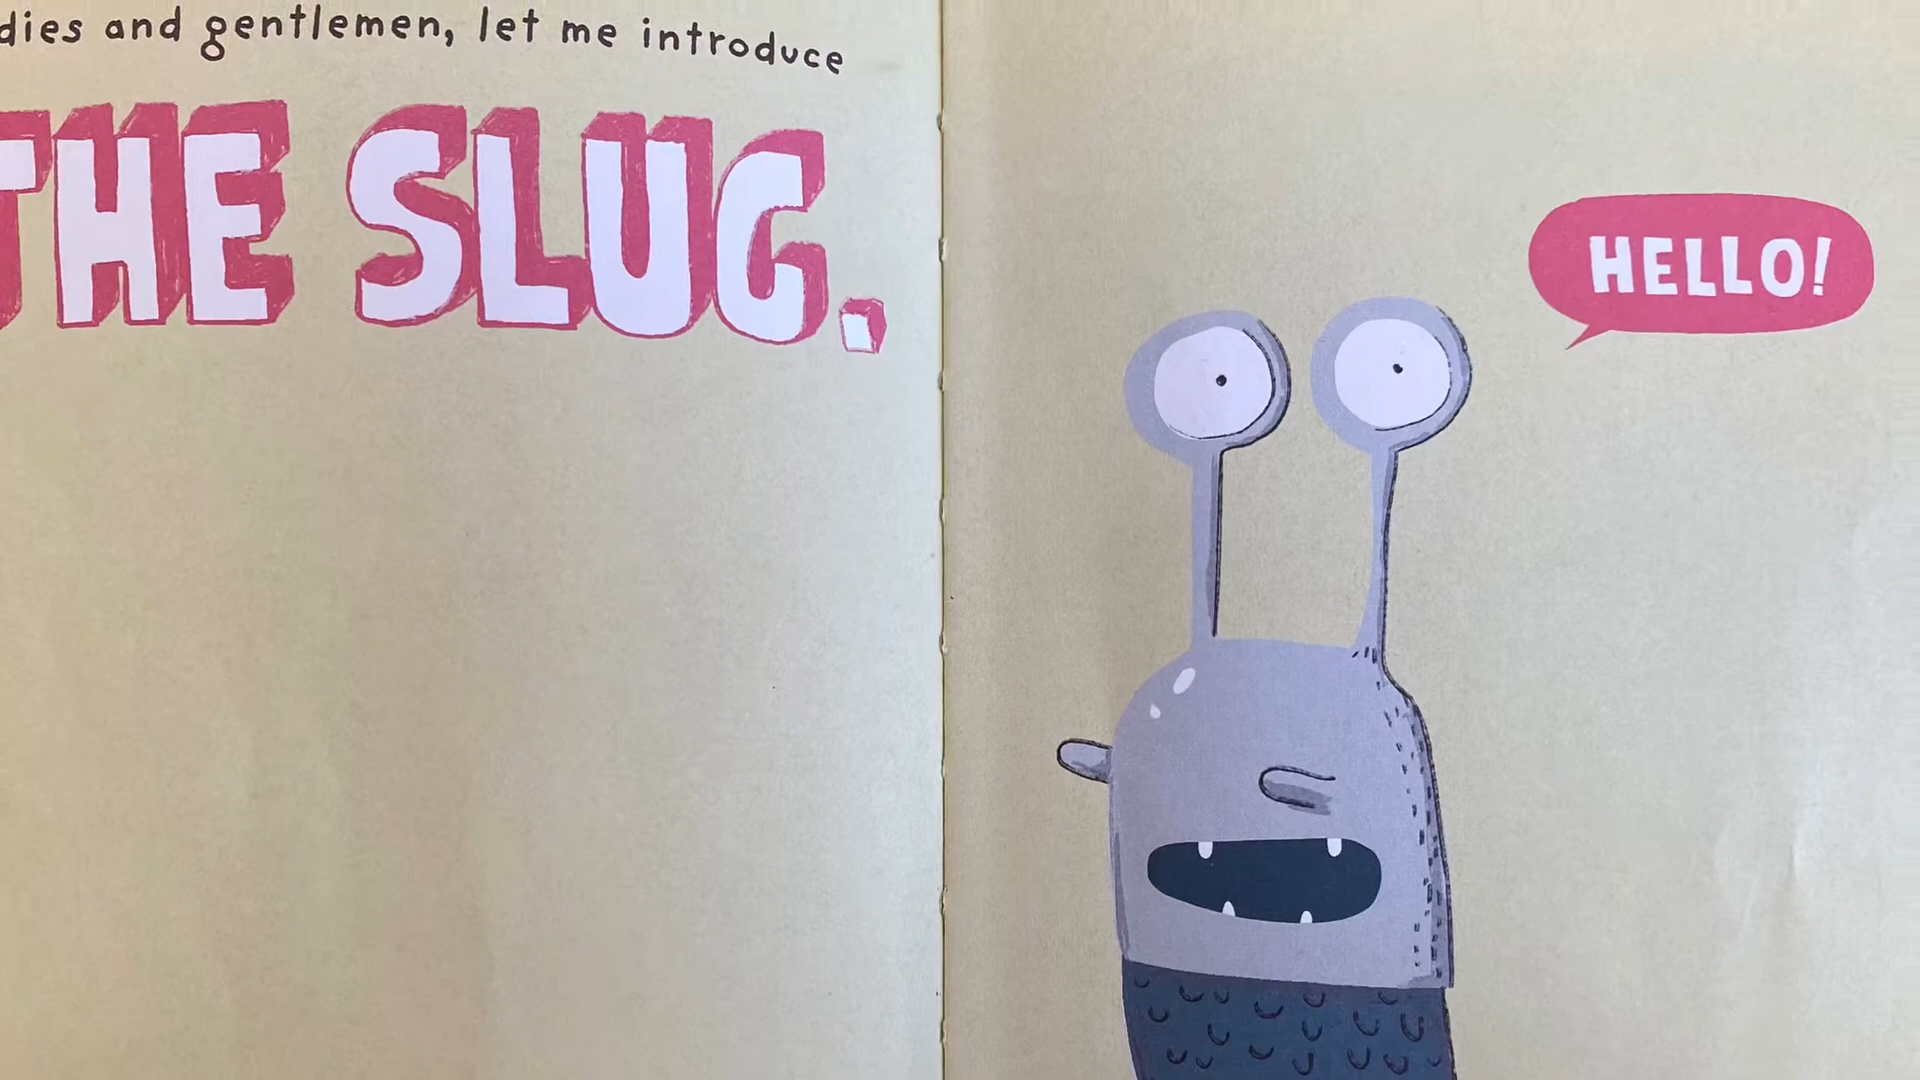 dies and gentlemen, let me introduce
THE SLUG.
HELLO!